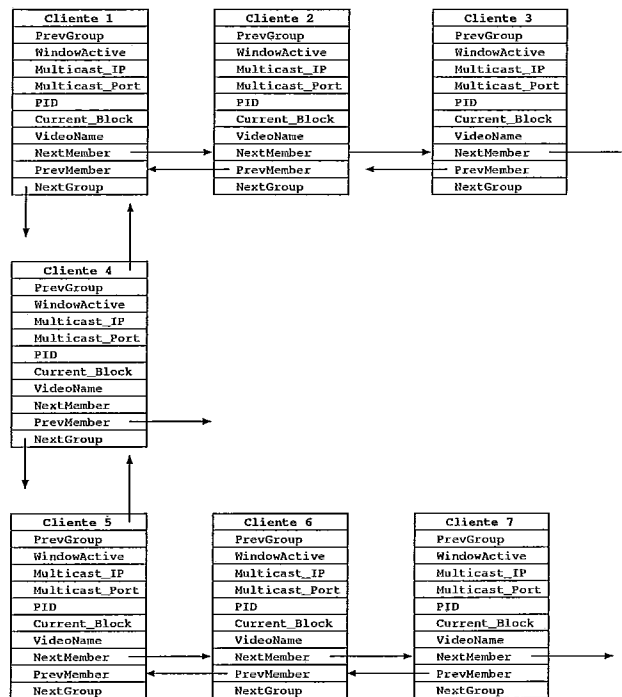 Cliente 1
PrevGroup
WindowActive
Multicast_IP
Multicast_Port
PID
Current_Block
VideoName
NextMember
PrevMember
NextGroup
Cliente 2
PrevGroup
WindowActive
Multicast_IP
Multicast_Port
PID
Current_Block
VideoName
NextMember
PrevMember
NextGroup
Cliente 3
PrevGroup
WindowActive
Multicast_IP
Multicast_Port
PID
Current_Block
VideoName
NextMember
PrevMember
NextGroup
Cliente 4
PrevGroup
WindowActive
Multicast_IP
Multicast_Port
PID
Current_Block
VideoName
NextMember
PrevMember
NextGroup
Cliente 5
PrevGroup
WindowActive
Multicast_IP
Multicast_Port
PID
Current_Block
VideoName
NextMember
PrevMember
NextGroup
Cliente 6
PrevGroup
WindowActive
Multicast_IP
Multicast_Port
PID
Current_Block
VideoName
NextMember
PrevMember
NextGroup
Cliente 7
PrevGroup
WindowActive
Multicast_IP
Multicast_Port
PID
Current_Block
VideoName
NextMember
PrevMember
NextGroup